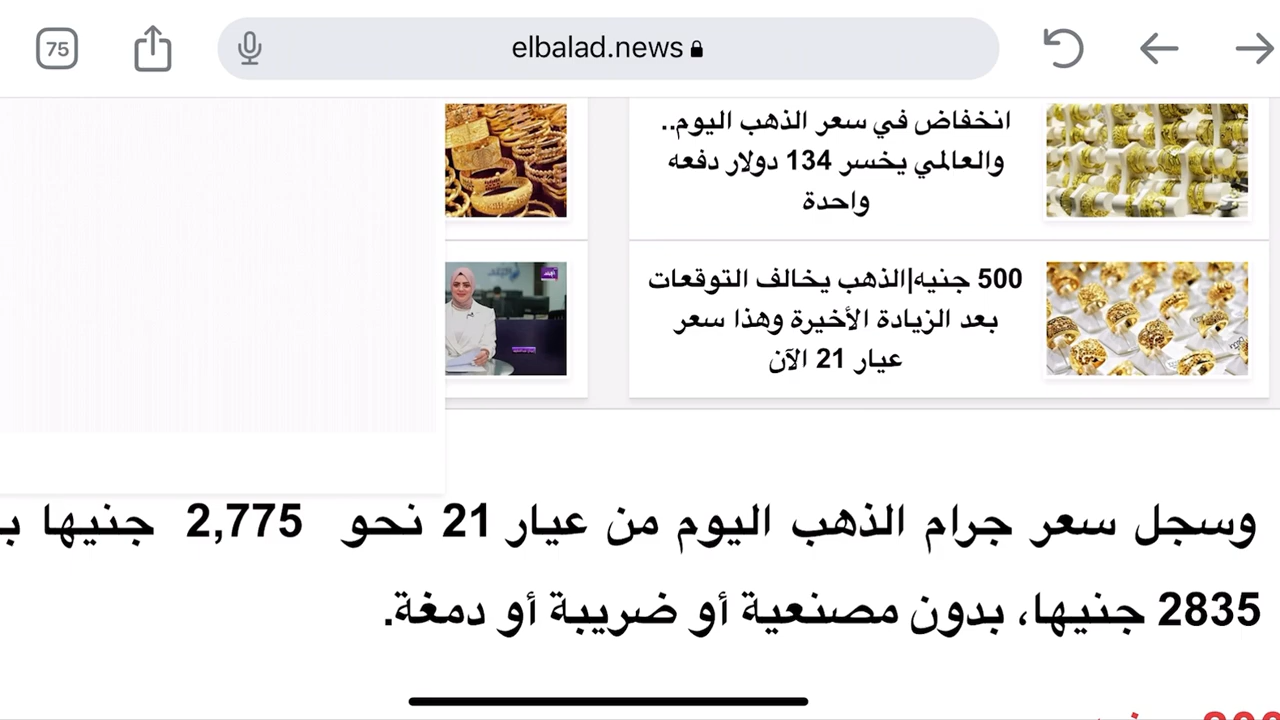 75
elbalad.news
انخفاض في سعر الذهب اليوم..
والعالمي يخسر 134 دولار دفعه
واحدة
500 جنيه|الذهب يخالف التوقعات
بعد الزيادة الأخيرة وهذا سعر
عيار 21 الآن
وسجل سعر جرام الذهب اليوم من عيار 21 نحو 2,775 جنيها
2835 جنيها، بدون مصنعية أو ضريبة أو دمغة.